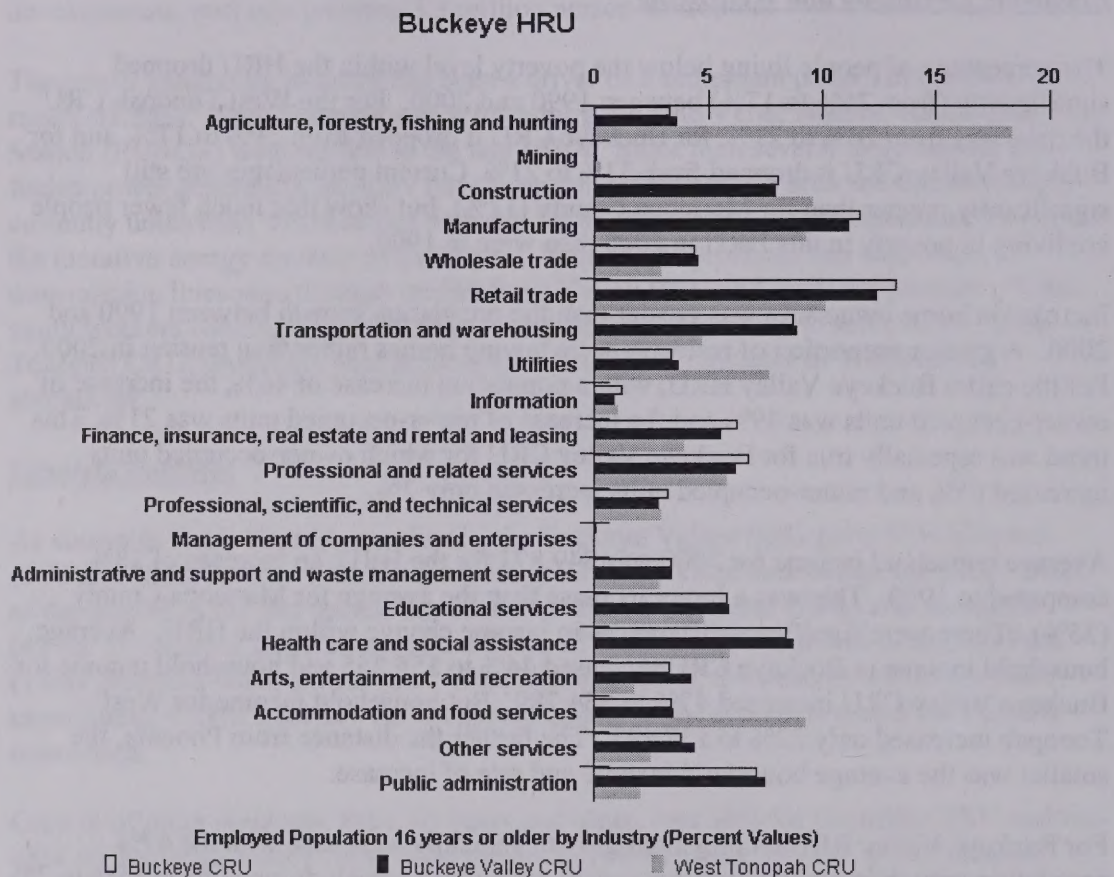 Buckeye HRU
0 5 10 15 20
Agriculture, forestry, fishing and hunting
Mining
Construction
Manufacturing
Wholesale trade
Retail trade
Transportation and warehousing
Utilities
Information
Finance, insurance, real estate and rental and leasing
Professional and related services
Professional, scientific, and technical services
Management of companies and enterprises
Administrative and support and waste management services
Educational services
Health care and social assistance
Arts, entertainment, and recreation
Accommodation and food services
Other services
Public administration
Employed Population 16 years or older by Industry (Percent Values)
Buckeye CRU Buckeye Valley CRU West Tonopah CRU